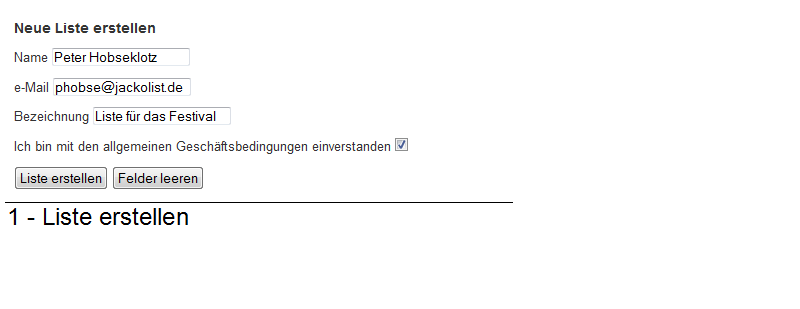 Neue Liste erstellen
Name Peter Hobseklotz
e-Mail phobse@jackolist.de
Bezeichnung Liste für das Festival
Ich bin mit den allgemeinen Geschäftsbedingungen einverstanden
Liste erstellen Felder leeren
1 - Liste erstellen